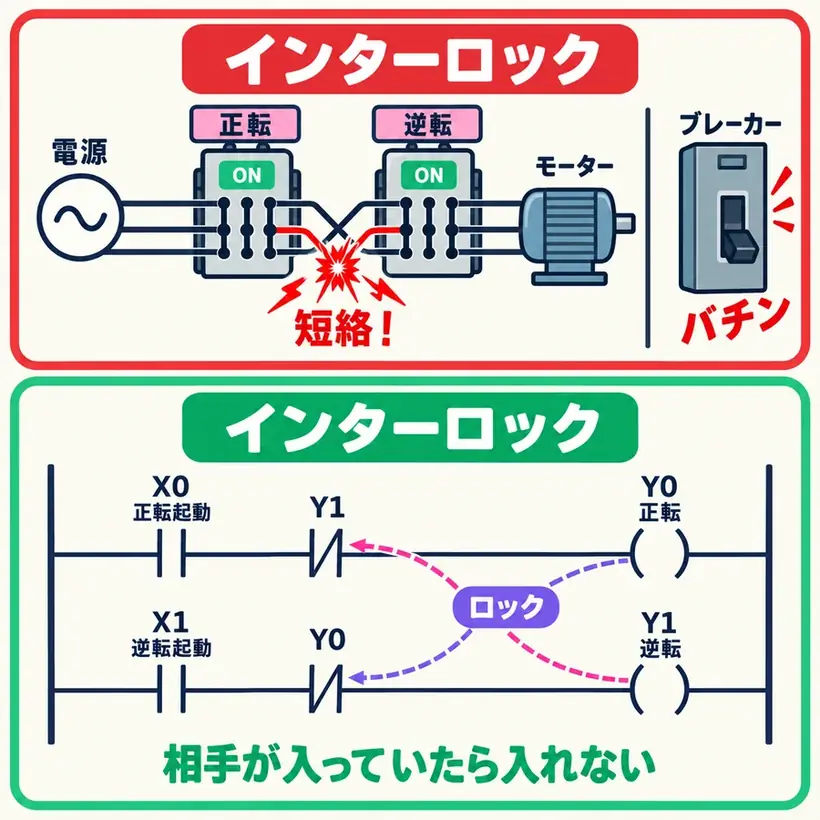 インターロック
電源
正転
ON
逆転
ON
モーター
短絡!
ブレーカー
バチン
インターロック
X0
正転起動
Y1
Y0
正転
ロック
X1
逆転起動
Y0
Y1
逆転
相手が入っていたら入れない